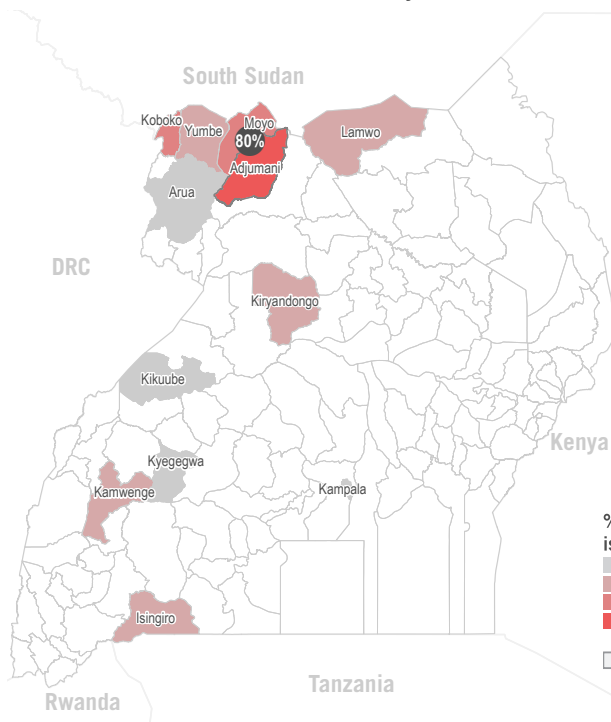 South Sudan
Koboko
Yumbe
Moyo
80%
Adjumani
Lamwo
Arua
DRC
Kiryandongo
Kikuube
Kenya
Kyegegwa
Kamwenge
Kampala
%
is
Isingiro
Tanzania
Rwanda